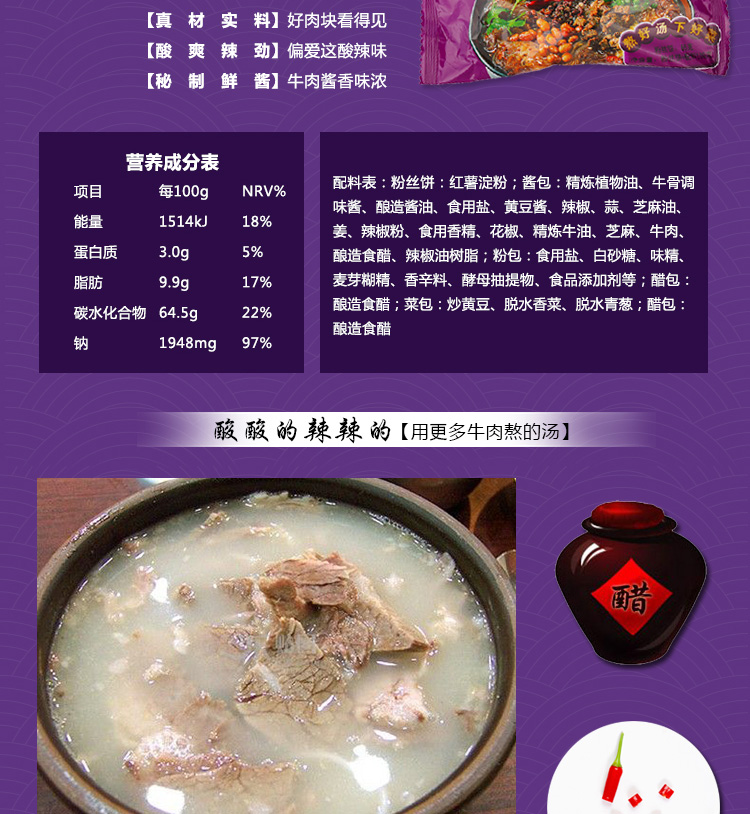 【真材实料】好肉块看得见
【酸爽辣劲】偏爱这酸辣味
【秘制鲜酱】牛肉酱香味浓
营养成分表
项目 每100g NRV%
能量 1514kJ 18%
蛋白质 3.0g 5%
脂肪 9.9g 17%
碳水化合物 64.5g 22%
钠 1948mg 97%
配料表：粉丝饼：红薯淀粉；酱包：精炼植物油、牛骨调
味酱、酿造酱油、食用盐、黄豆酱、辣椒、蒜、芝麻油、
姜、辣椒粉、食用香精、花椒、精炼牛油、芝麻、牛肉、
酿造食醋、辣椒油树脂；粉包：食用盐、白砂糖、味精、
麦芽糊精、香辛料、酵母抽提物、食品添加剂等；醋包：
酿造食醋；菜包：炒黄豆、脱水香菜、脱水青葱；醋包：
酿造食醋
酸酸的辣辣的【用更多牛肉熬的汤】
醋